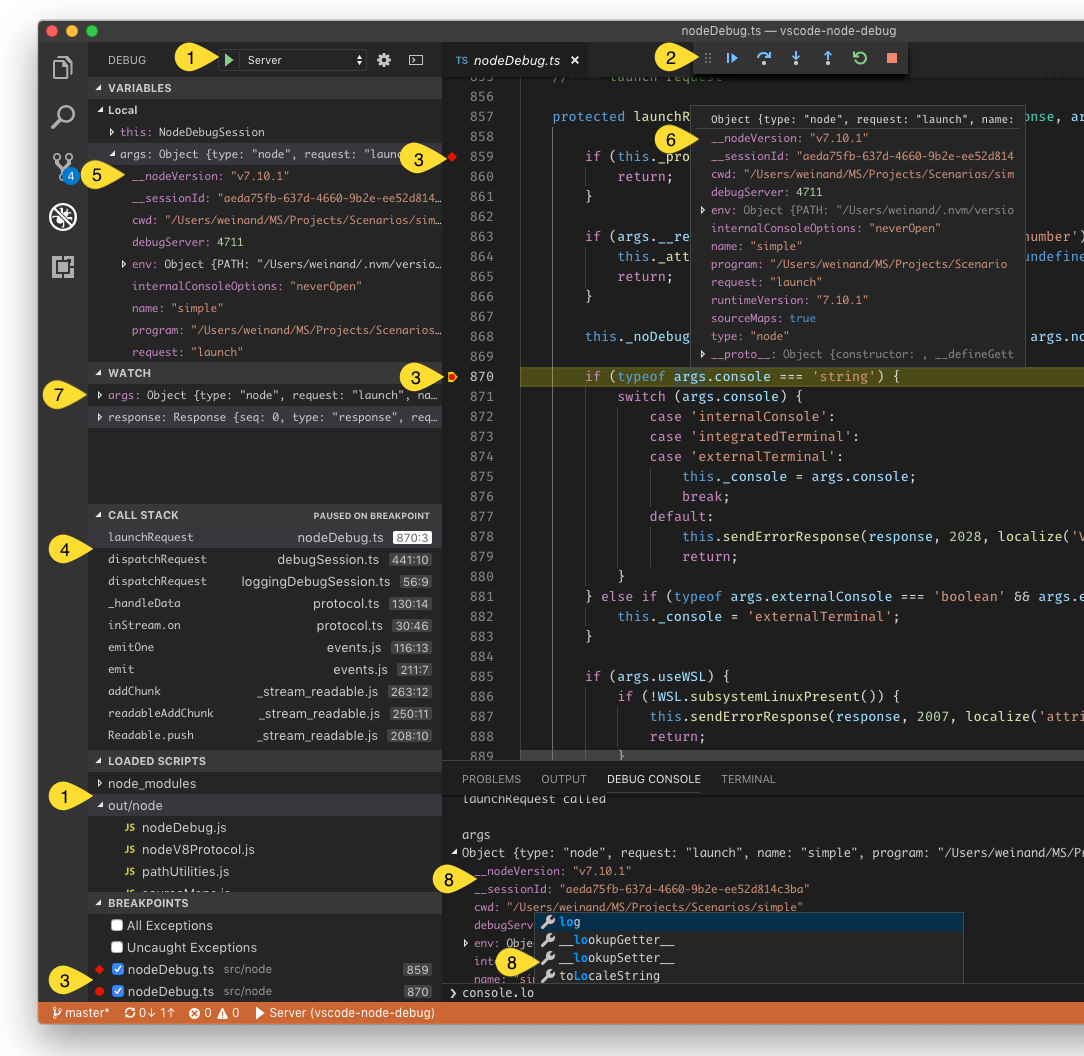 nodeDebug.ts — vscode-node-debug
DEBUG
1
Server
TS nodeDebug.ts ×
2
VARIABLES
Local
this: NodeDebugSession
args: Object {type: "node", request: "laun
5
__nodeVersion: "v7.10.1"
__sessionId: "aeda75fb-637d-4660-9b2e-ee52d814…
cwd: "/Users/weinand/MS/Projects/Scenarios/sim…
debugServer: 4711
env: Object {PATH: "/Users/weinand/.nvm/versio…
internalConsoleOptions: "neverOpen"
name: "simple"
program: "/Users/weinand/MS/Projects/Scenarios…
request: "launch"
4
WATCH
7
args: Object {type: "node", request: "launch", na…
response: Response {seq: 0, type: "response", req…
CALL STACK PAUSED ON BREAKPOINT
4
launchRequest nodeDebug.ts 870:3
dispatchRequest debugSession.ts 441:10
dispatchRequest loggingDebugSession.ts 56:9
_handleData protocol.ts 130:14
inStream.on protocol.ts 30:46
emitOne events.js 116:13
emit events.js 211:7
addChunk _stream_readable.js 263:12
readableAddChunk _stream_readable.js 250:11
Readable.push _stream_readable.js 208:10
LOADED SCRIPTS
1
node_modules
out/node
JS nodeDebug.js
JS nodeV8Protocol.js
JS pathUtilities.js
JS sourceMaps.js
BREAKPOINTS
All Exceptions
Uncaught Exceptions
3
nodeDebug.ts src/node 859
nodeDebug.ts src/node 870
855 // launch request
856
857 protected launchR
nse, ar
858
3
859 if (this._pro
860 return;
861 }
862
863 if (args.__re
number')
864 this._att
undefine
865 return;
866 }
867
868 this._noDebug
args.no
869
3
870 if (typeof args.console === 'string') {
871 switch (args.console) {
872 case 'internalConsole':
873 case 'integratedTerminal':
874 case 'externalTerminal':
875 this._console = args.console;
876 break;
877 default:
878 this.sendErrorResponse(response, 2028, localize('V
879 return;
880 }
881 } else if (typeof args.externalConsole === 'boolean' && args.e
882 this._console = 'externalTerminal';
883 }
884
885 if (args.useWSL) {
886 if (!WSL.subsystemLinuxPresent()) {
887 this.sendErrorResponse(response, 2007, localize('attri
888 return;
889 }
Object {type: "node", request: "launch", name:
6
__nodeVersion: "v7.10.1"
__sessionId: "aeda75fb-637d-4660-9b2e-ee52d814
cwd: "/Users/weinand/MS/Projects/Scenarios/sim
debugServer: 4711
env: Object {PATH: "/Users/weinand/.nvm/versio
internalConsoleOptions: "neverOpen"
name: "simple"
program: "/Users/weinand/MS/Projects/Scenario
request: "launch"
runtimeVersion: "7.10.1"
sourceMaps: true
type: "node"
__proto__: Object {constructor: , __defineGett
PROBLEMS OUTPUT DEBUG CONSOLE TERMINAL
launchRequest called
args
Object {type: "node", request: "launch", name: "simple", program: "/Users/weinand/MS/Pr
8
__nodeVersion: "v7.10.1"
__sessionId: "aeda75fb-637d-4660-9b2e-ee52d814c3ba"
cwd: "/Users/weinand/MS/Projects/Scenarios/simple"
debugServ
env: Obje
inte
name: "sim
8
log
__lookupGetter__
__lookupSetter__
toLocaleString
❯ console.lo
master* 0↓ 1↑ 0 0 Server (vscode-node-debug)